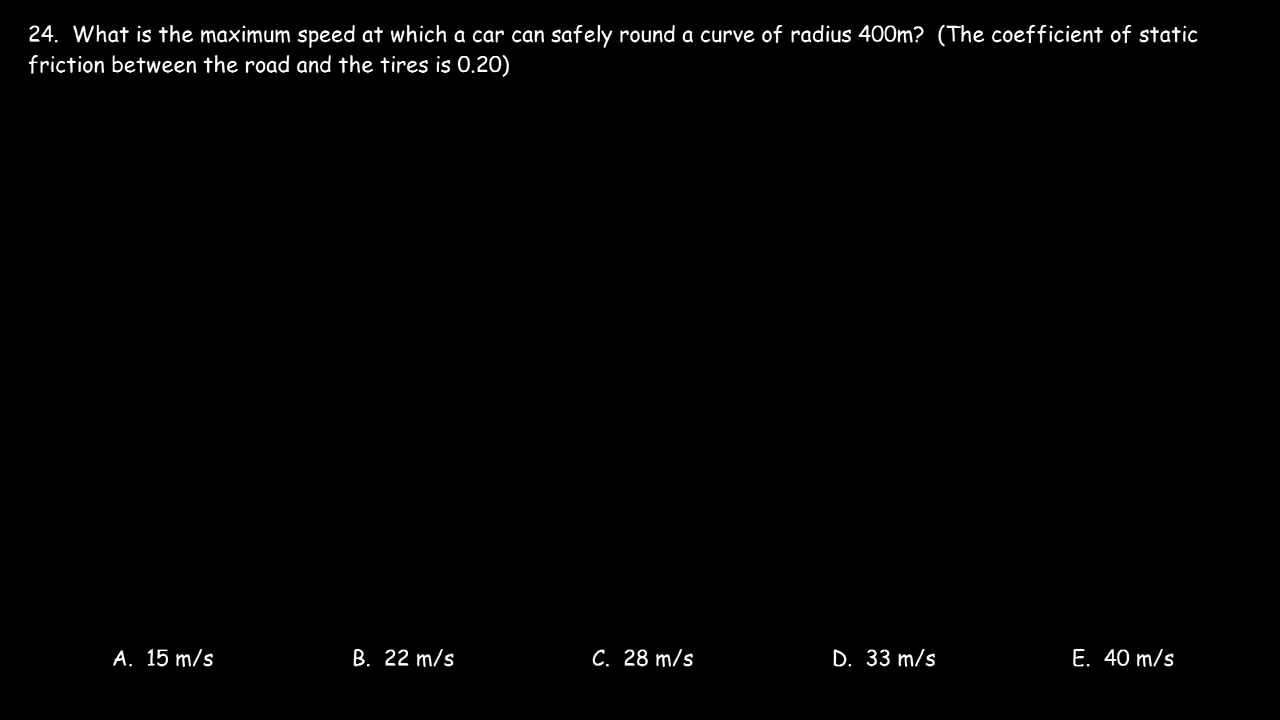 24.  What is the maximum speed at which a car can safely round a curve of radius 400m?  (The coefficient of static
friction between the road and the tires is 0.20)
A.  15 m/s  B.  22 m/s  C.  28 m/s  D.  33 m/s  E.  40 m/s